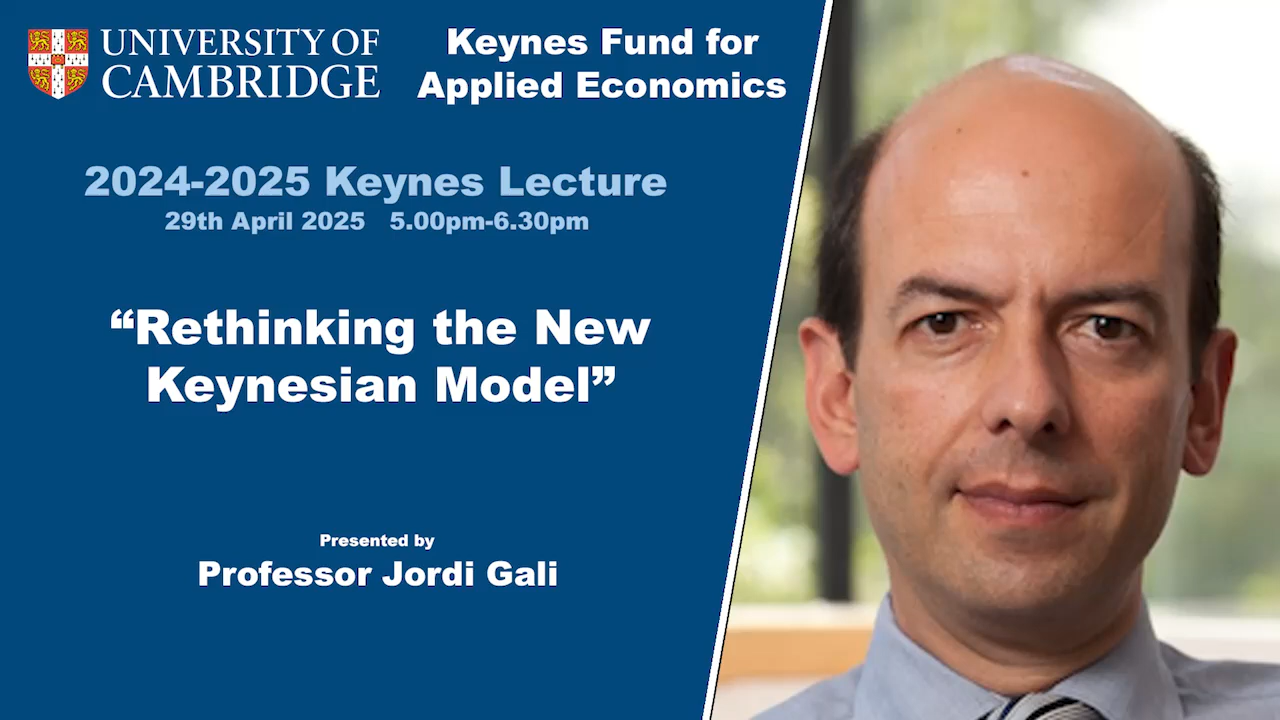 UNIVERSITY OF
CAMBRIDGE
Keynes Fund for
Applied Economics
2024-2025 Keynes Lecture
29th April 2025 5.00pm-6.30pm
“Rethinking the New
Keynesian Model”
Presented by
Professor Jordi Gali